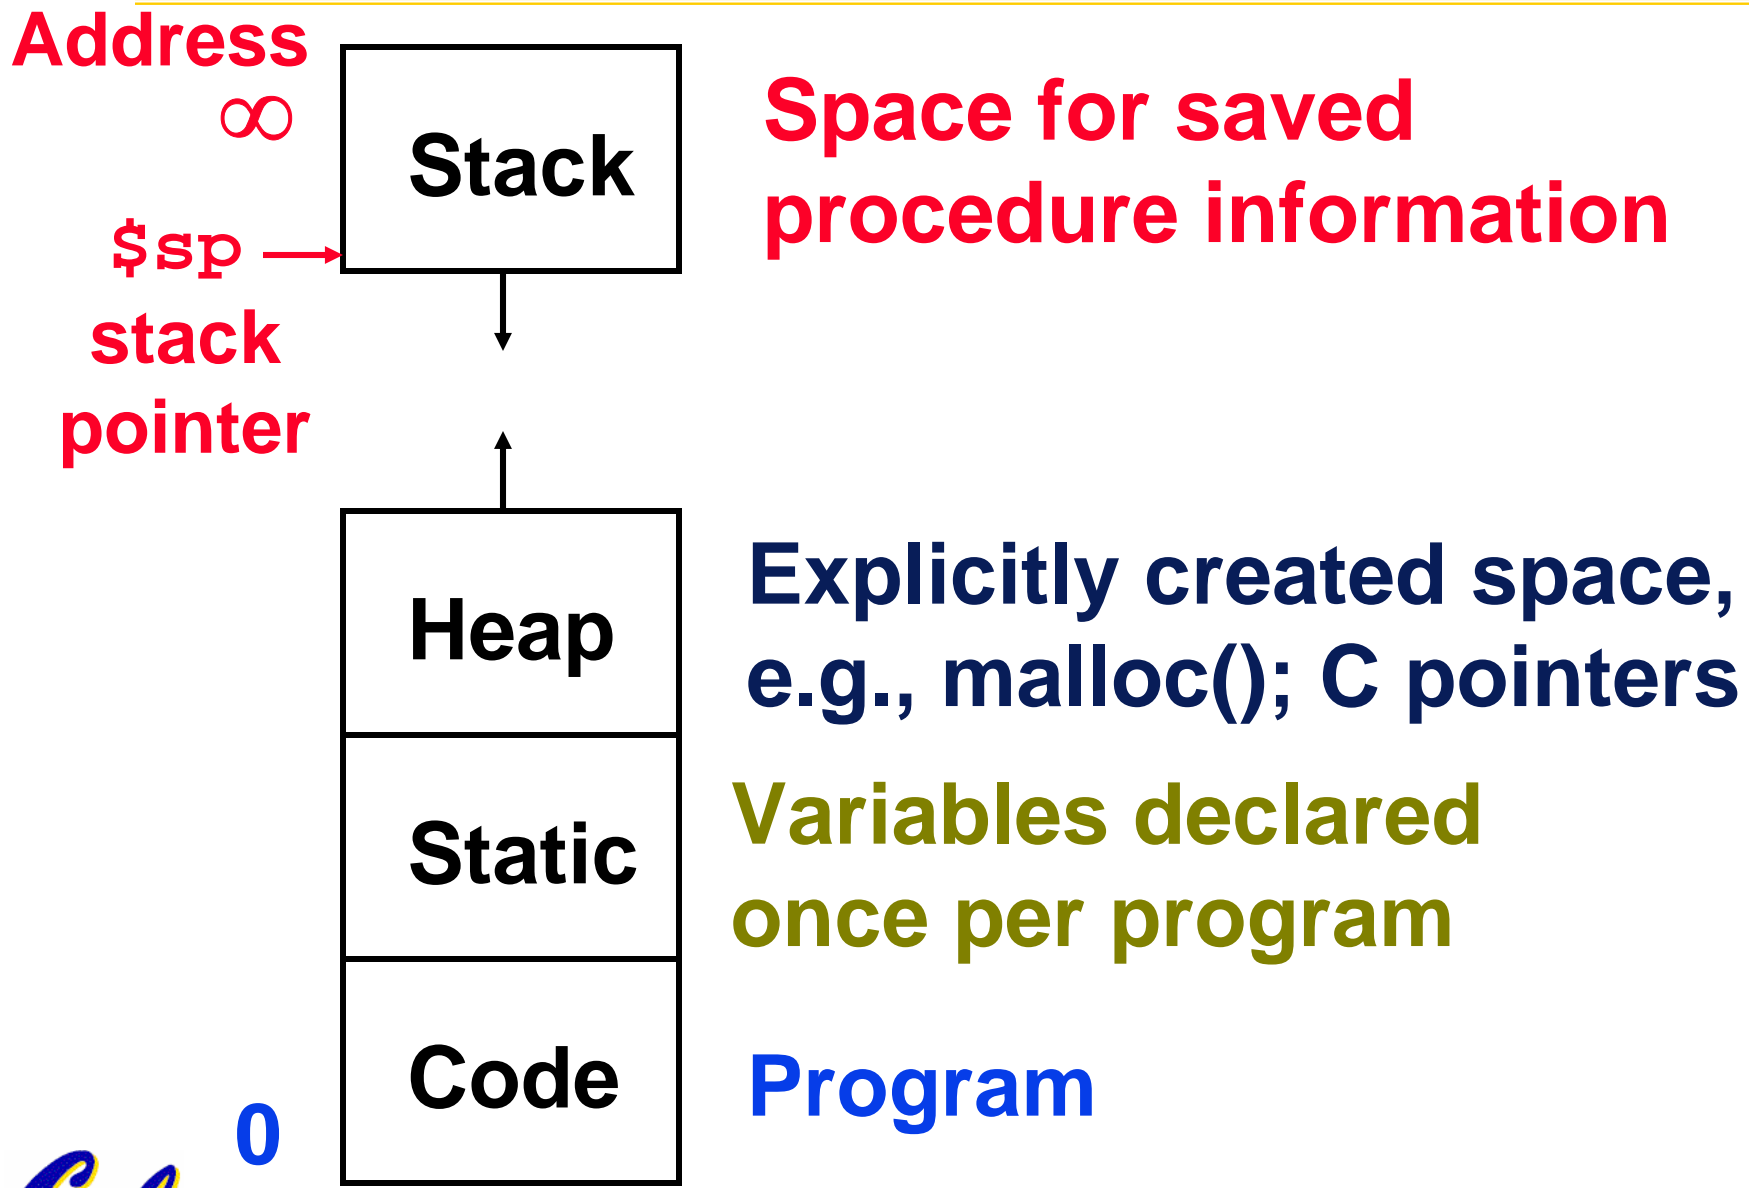 Address
∞
Stack
Space for saved
procedure information
$sp
stack
pointer
Heap
Explicitly created space,
e.g., malloc(); C pointers
Static
Variables declared
once per program
Code
Program
0